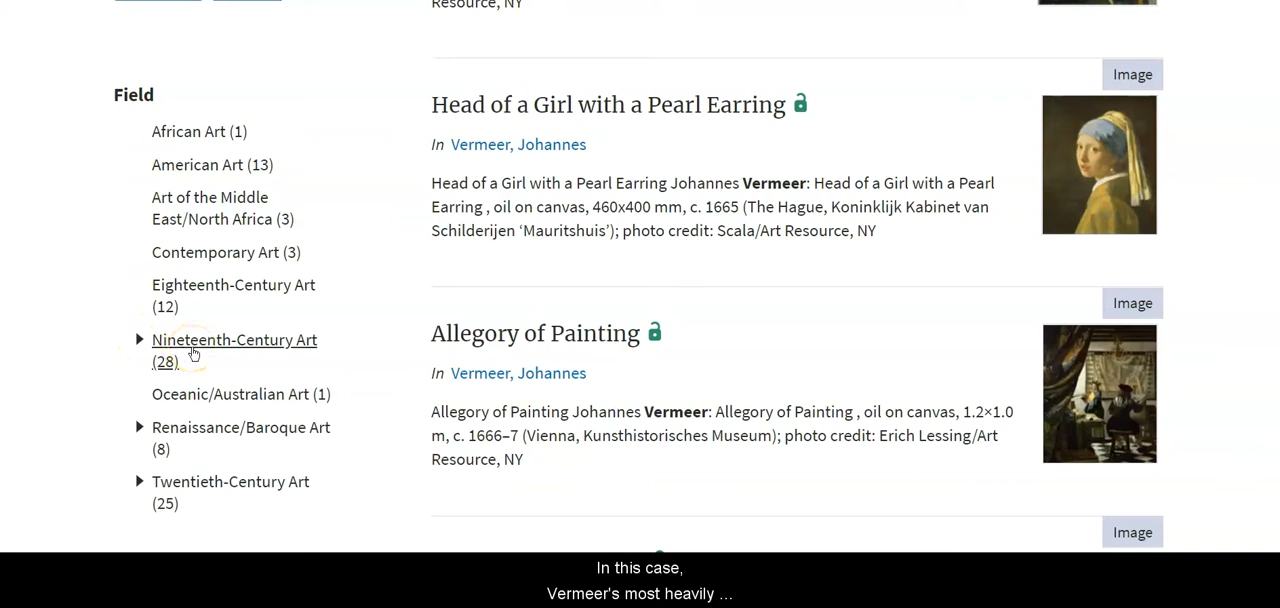 Resource, NY
Field
African Art (1)
American Art (13)
Art of the Middle
East/North Africa (3)
Contemporary Art (3)
Eighteenth-Century Art
(12)
Nineteenth-Century Art
(28)
Oceanic/Australian Art (1)
Renaissance/Baroque Art
(8)
Twentieth-Century Art
(25)
Image
Head of a Girl with a Pearl Earring
In Vermeer, Johannes
Head of a Girl with a Pearl Earring Johannes Vermeer: Head of a Girl with a Pearl
Earring , oil on canvas, 460x400 mm, c. 1665 (The Hague, Koninklijk Kabinet van
Schilderijen ‘Mauritshuis’); photo credit: Scala/Art Resource, NY
Image
Allegory of Painting
In Vermeer, Johannes
Allegory of Painting Johannes Vermeer: Allegory of Painting , oil on canvas, 1.2×1.0
m, c. 1666–7 (Vienna, Kunsthistorisches Museum); photo credit: Erich Lessing/Art
Resource, NY
Image
In this case,
Vermeer's most heavily ...